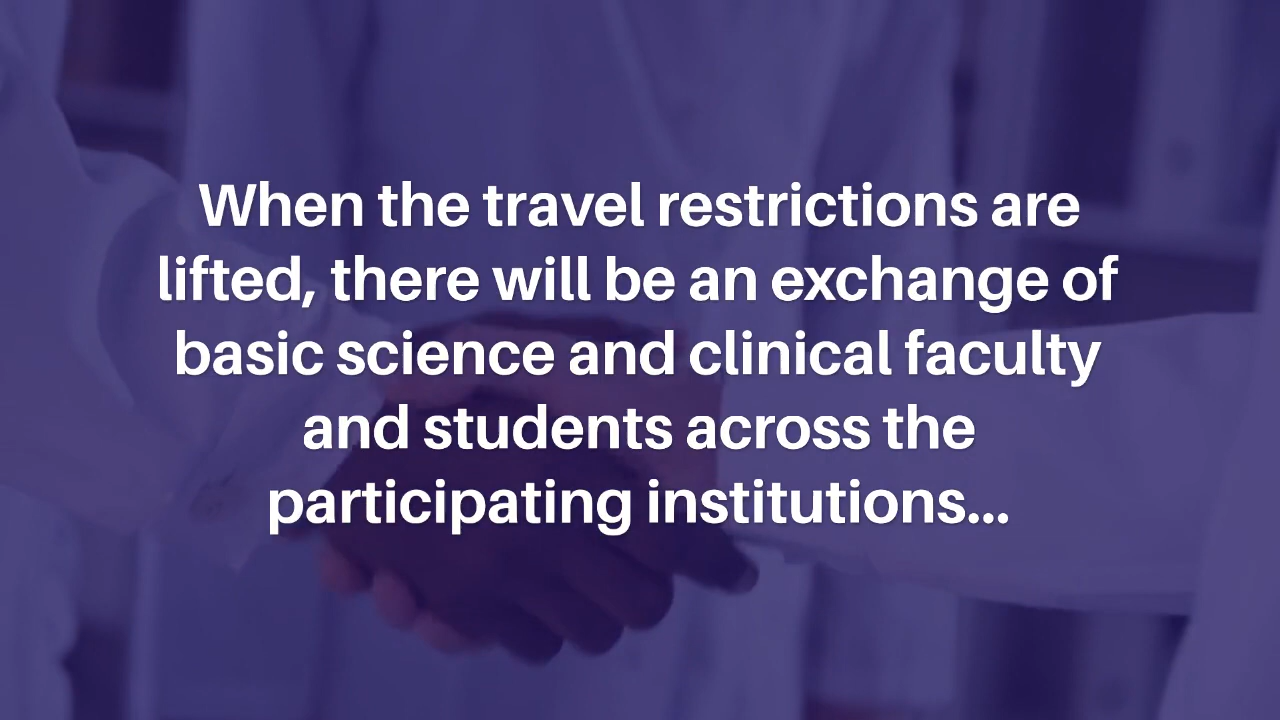 When the travel restrictions are
lifted, there will be an exchange of
basic science and clinical faculty
and students across the
participating institutions...